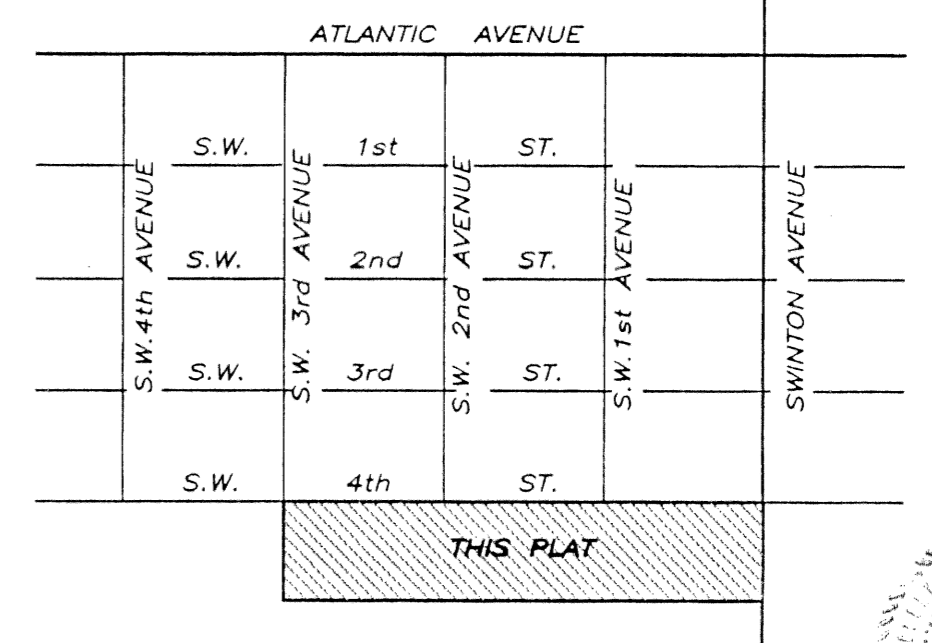 ATLANTIC AVENUE
S.W. 1st ST.
S.W. 2nd ST.
S.W. 3rd ST.
S.W. 4th ST.
S.W. 4th AVENUE
S.W. 3rd AVENUE
S.W. 2nd AVENUE
S.W. 1st AVENUE
SWINTON AVENUE
THIS PLAT